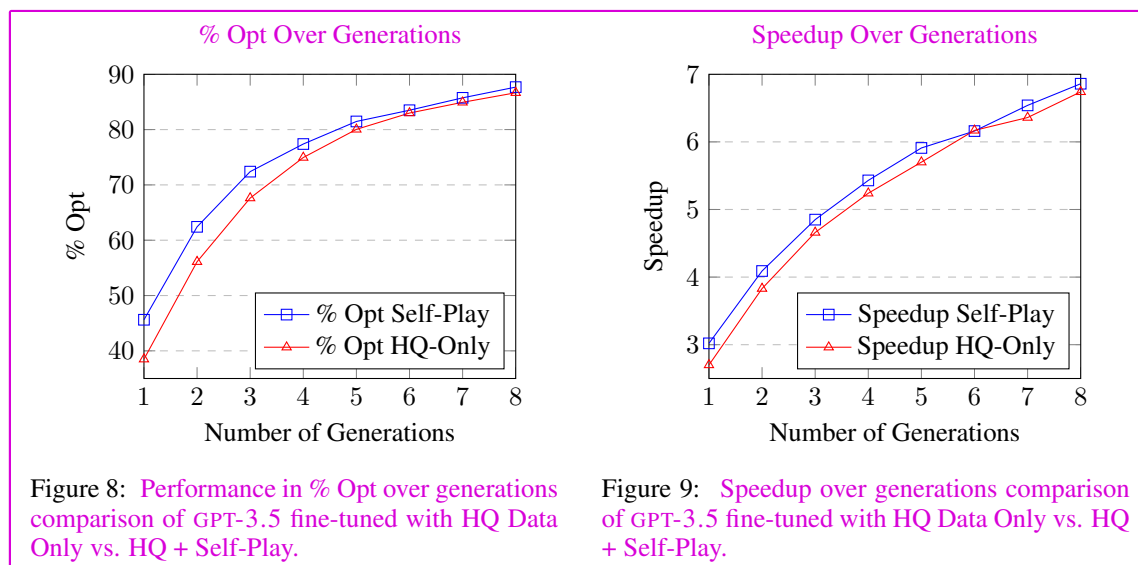 % Opt Over Generations
90
80
70
60
50
40
% Opt
% Opt Self-Play
% Opt HQ-Only
1 2 3 4 5 6 7 8
Number of Generations
Figure 8: Performance in % Opt over generations
comparison of GPT-3.5 fine-tuned with HQ Data
Only vs. HQ + Self-Play.
Speedup Over Generations
7
6
5
4
3
Speedup
Speedup Self-Play
Speedup HQ-Only
1 2 3 4 5 6 7 8
Number of Generations
Figure 9: Speedup over generations comparison
of GPT-3.5 fine-tuned with HQ Data Only vs. HQ
+ Self-Play.